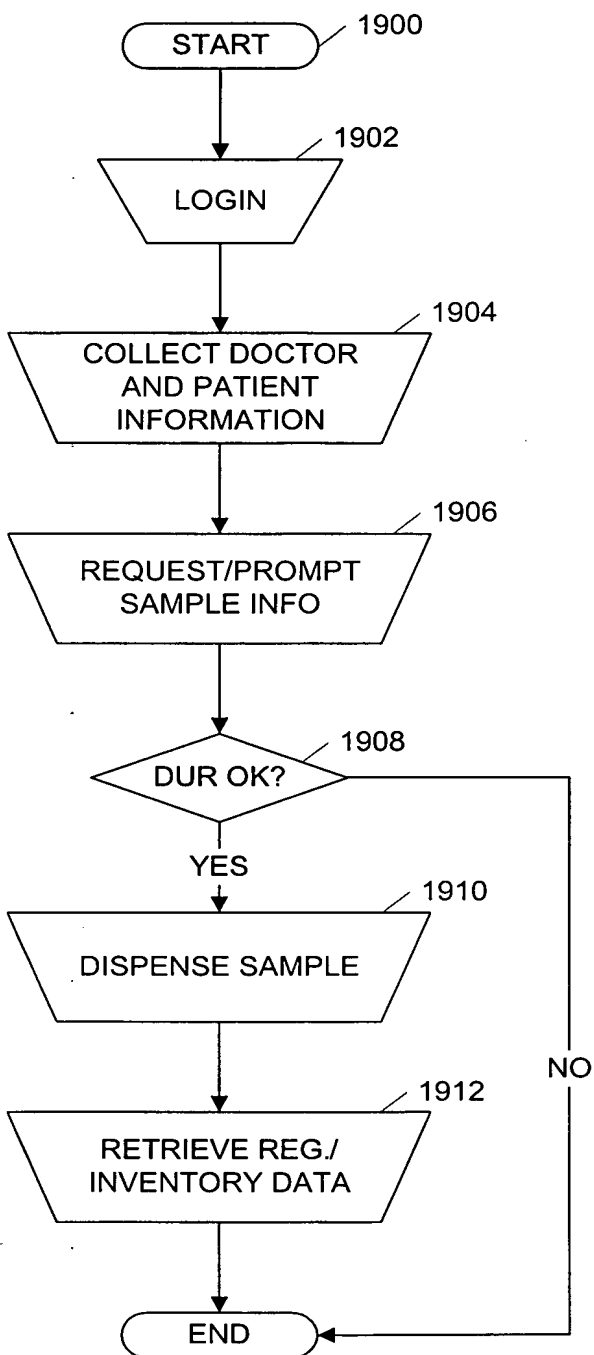 START
1900
1902
LOGIN
1904
COLLECT DOCTOR
AND PATIENT
INFORMATION
1906
REQUEST/PROMPT
SAMPLE INFO
1908
DUR OK?
YES
1910
DISPENSE SAMPLE
NO
1912
RETRIEVE REG./
INVENTORY DATA
END